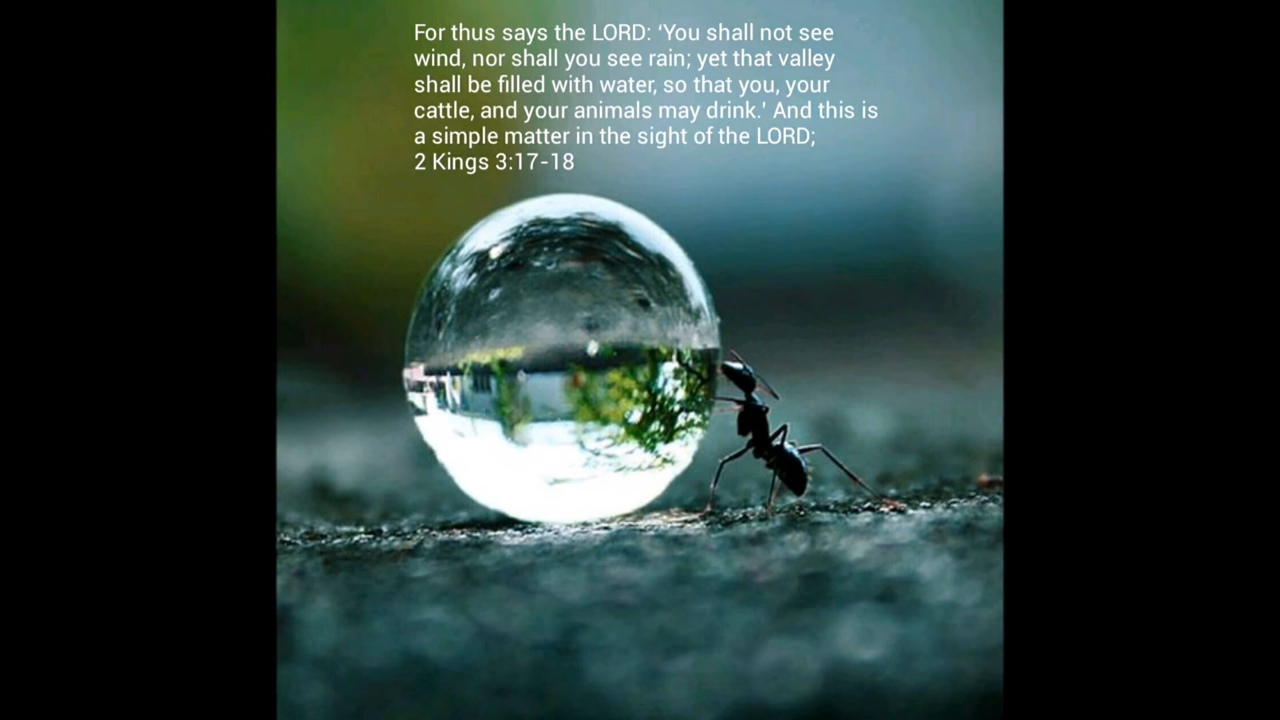 For thus says the LORD: ‘You shall not see
wind, nor shall you see rain; yet that valley
shall be filled with water, so that you, your
cattle, and your animals may drink.’ And this is
a simple matter in the sight of the LORD;
2 Kings 3:17-18